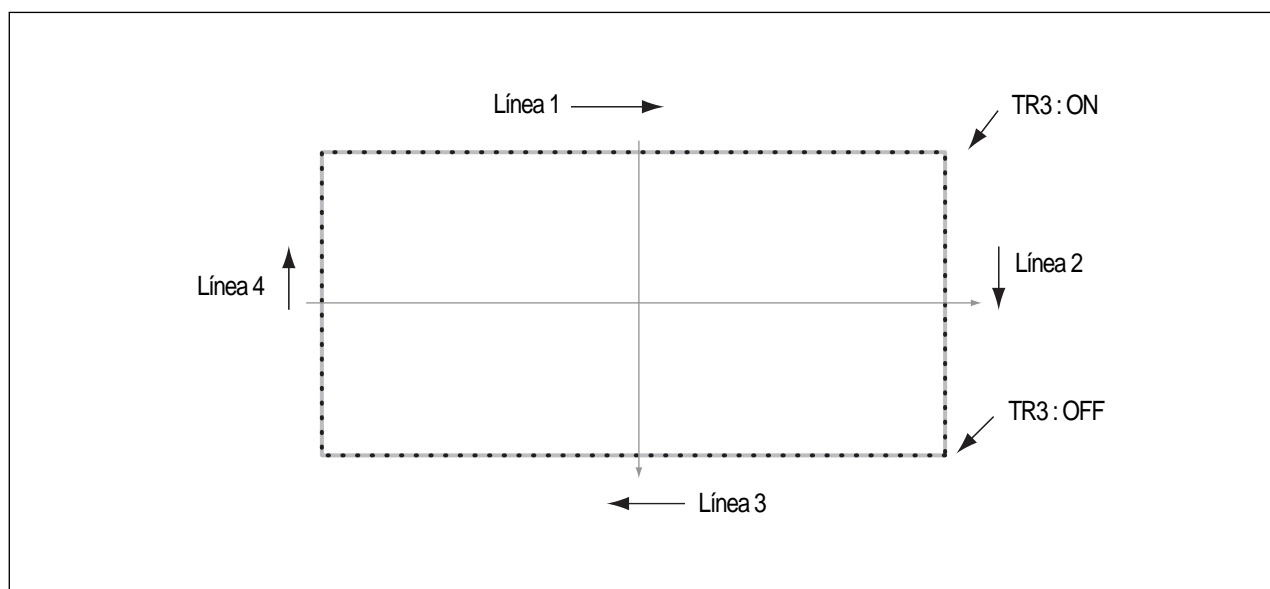 Línea 1
TR3 : ON
Línea 4
Línea 2
TR3 : OFF
Línea 3